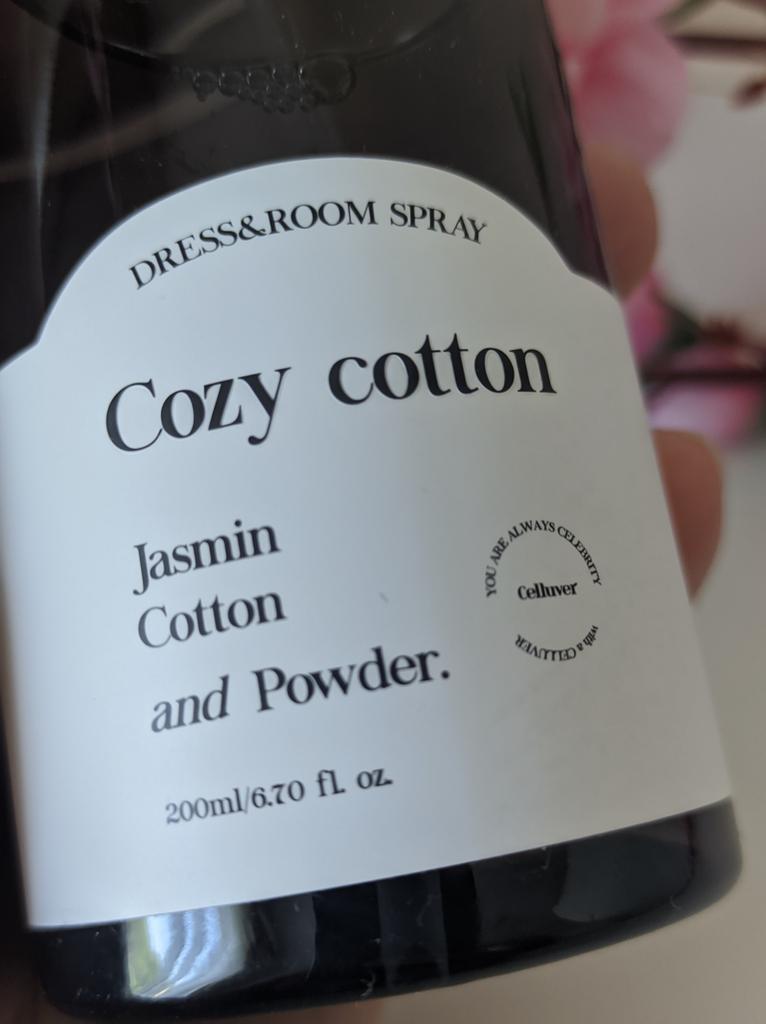 DRESS&ROOM SPRAY
Cozy cotton
Jasmin
Cotton
and Powder.
YOU ARE ALWAYS CELEBRITY
Celluver
with a CELLUVER
200ml/6.70 fl. oz.